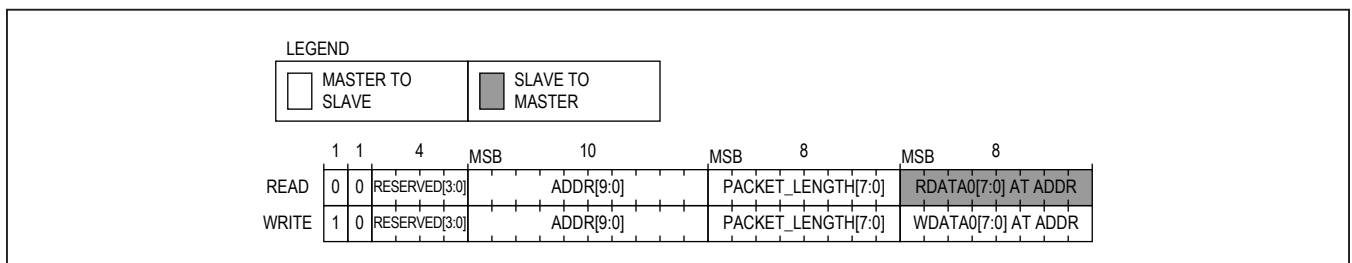 LEGEND
MASTER TO SLAVE TO
SLAVE MASTER
1 1 4 MSB 10 MSB 8 MSB 8
READ 0 0 RESERVED[3:0] ADDR[9:0] PACKET_LENGTH[7:0] RDATA0[7:0] AT ADDR
WRITE 1 0 RESERVED[3:0] ADDR[9:0] PACKET_LENGTH[7:0] WDATA0[7:0] AT ADDR